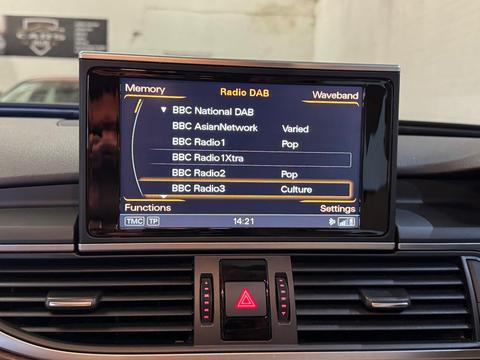 CARS
Memory Radio DAB Waveband
BBC National DAB
BBC AsianNetwork Varied
BBC Radio1 Pop
BBC Radio1Xtra
BBC Radio2 Pop
BBC Radio3 Culture
Functions Settings
TMC TP 14:21